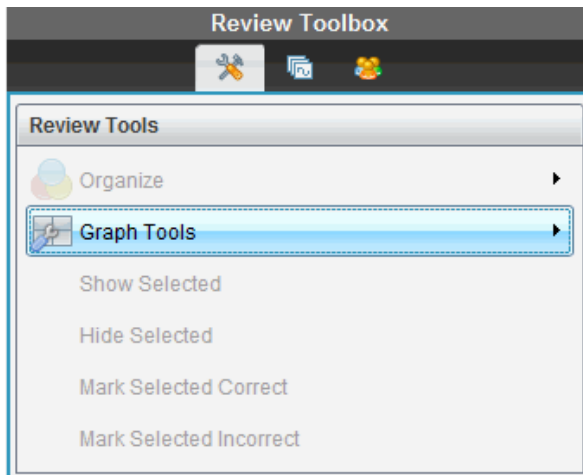 Review Toolbox
Review Tools
Organize
Graph Tools
Show Selected
Hide Selected
Mark Selected Correct
Mark Selected Incorrect